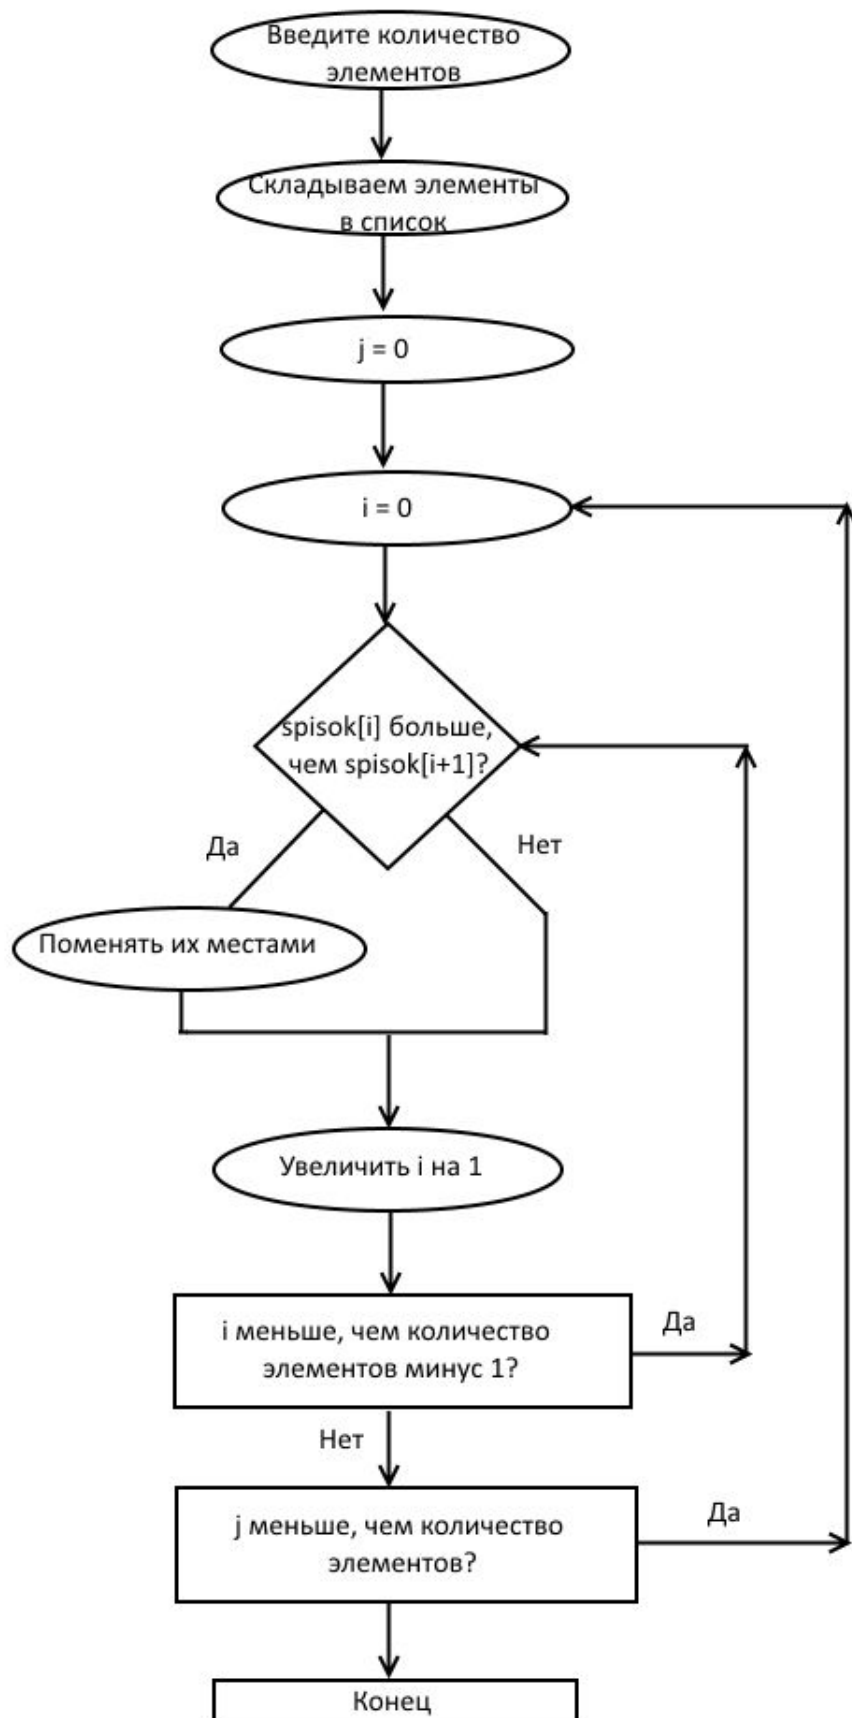 Введите количество
элементов
Складываем элементы
в список
j = 0
i = 0
spisok[i] больше,
чем spisok[i+1]?
Да
Нет
Поменять их местами
Увеличить i на 1
i меньше, чем количество
элементов минус 1?
Да
Нет
j меньше, чем количество
элементов?
Да
Конец